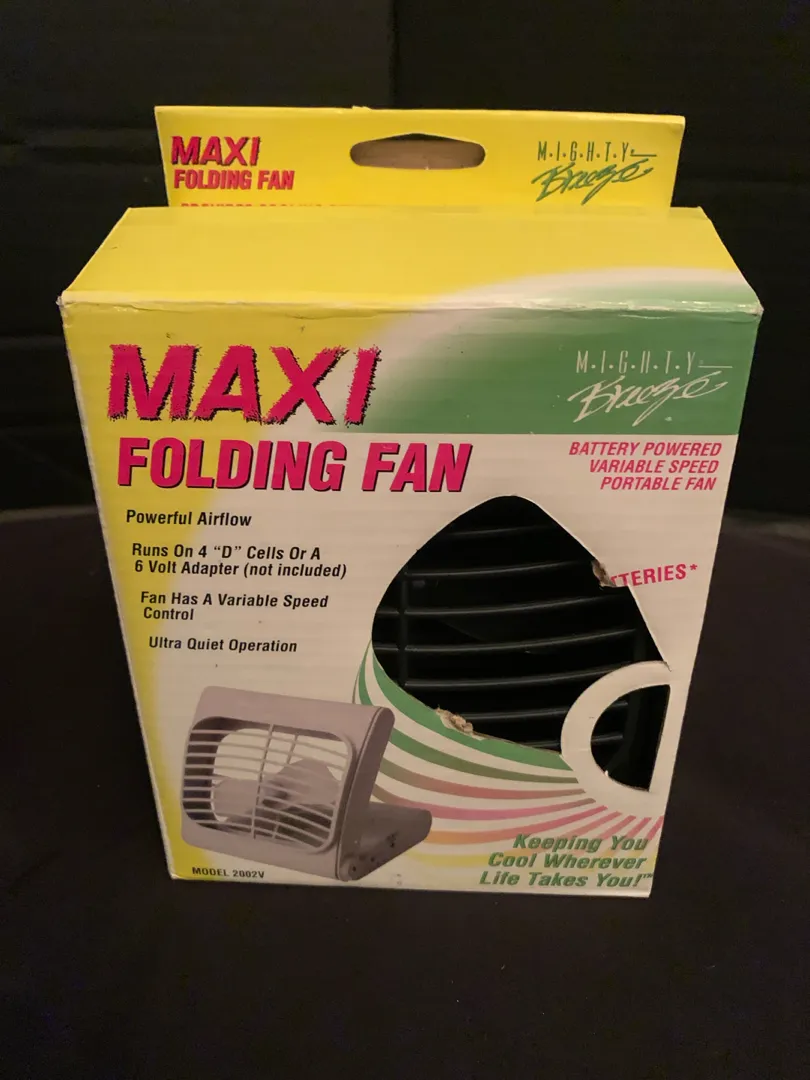 MAXI
FOLDING FAN
M·I·G·H·T·Y
Breeze
MAXI
FOLDING FAN
M·I·G·H·T·Y
Breeze
BATTERY POWERED
VARIABLE SPEED
PORTABLE FAN
Powerful Airflow
Runs On 4 “D” Cells Or A
6 Volt Adapter (not included)
Fan Has A Variable Speed
Control
Ultra Quiet Operation
TTERIES*
MODEL 2002V
Keeping You
Cool Wherever
Life Takes You!™